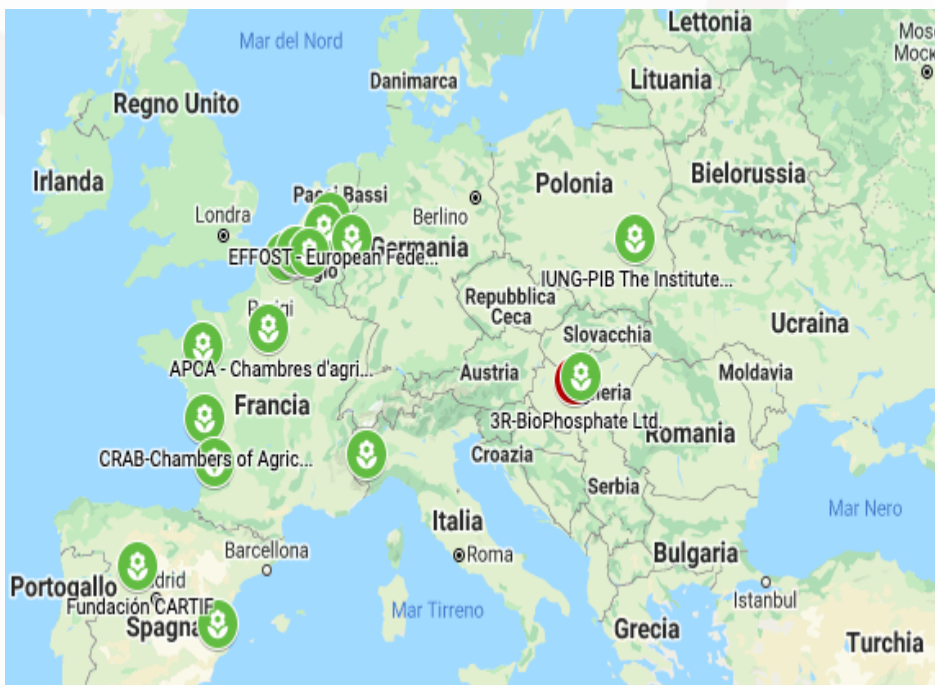 Lettonia
Mar del Nord
Danimarca
Lituania
Regno Unito
Bielorussia
Irlanda
Polonia
Paesi Bassi
Londra
Berlino
EFFOST - European Fede...
Germania
IUNG-PIB The Institute...
Repubblica
Ceca
Ucraina
Slovacchia
APCA - Chambres d'agri...
Austria
Moldavia
Francia
3R-BioPhosphate Ltd.
Romania
CRAB-Chambers of Agric...
Croazia
Serbia
Mar Nero
Italia
Barcellona
Roma
Bulgaria
Portogallo
Istanbul
Fundación CARTIF
Mar Tirreno
Spagna
Grecia
Turchia